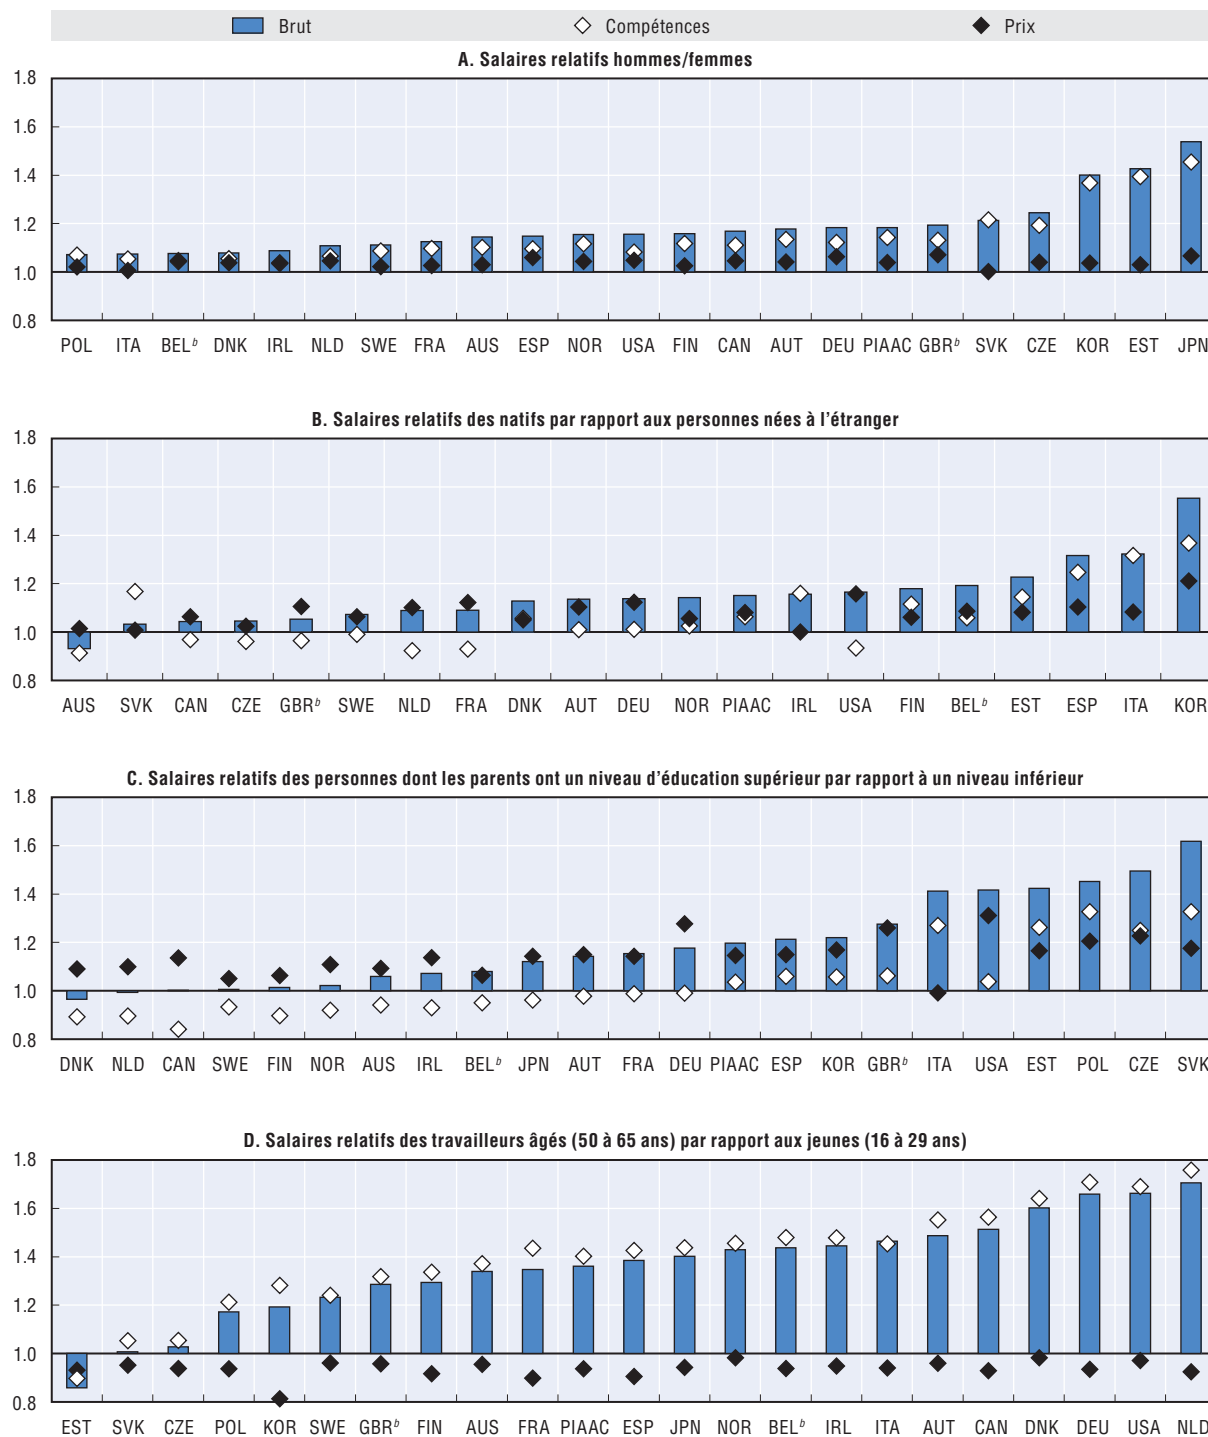 Brut Compétences Prix
A. Salaires relatifs hommes/femmes
1.8
1.6
1.4
1.2
1.0
0.8
POL ITA BELᵇ DNK IRL NLD SWE FRA AUS ESP NOR USA FIN CAN AUT DEU PIAAC GBRᵇ SVK CZE KOR EST JPN
B. Salaires relatifs des natifs par rapport aux personnes nées à l'étranger
1.8
1.6
1.4
1.2
1.0
0.8
AUS SVK CAN CZE GBRᵇ SWE NLD FRA DNK AUT DEU NOR PIAAC IRL USA FIN BELᵇ EST ESP ITA KOR
C. Salaires relatifs des personnes dont les parents ont un niveau d'éducation supérieur par rapport à un niveau inférieur
1.8
1.6
1.4
1.2
1.0
0.8
DNK NLD CAN SWE FIN NOR AUS IRL BELᵇ JPN AUT FRA DEU PIAAC ESP KOR GBRᵇ ITA USA EST POL CZE SVK
D. Salaires relatifs des travailleurs âgés (50 à 65 ans) par rapport aux jeunes (16 à 29 ans)
1.8
1.6
1.4
1.2
1.0
0.8
EST SVK CZE POL KOR SWE GBRᵇ FIN AUS FRA PIAAC ESP JPN NOR BELᵇ IRL ITA AUT CAN DNK DEU USA NLD